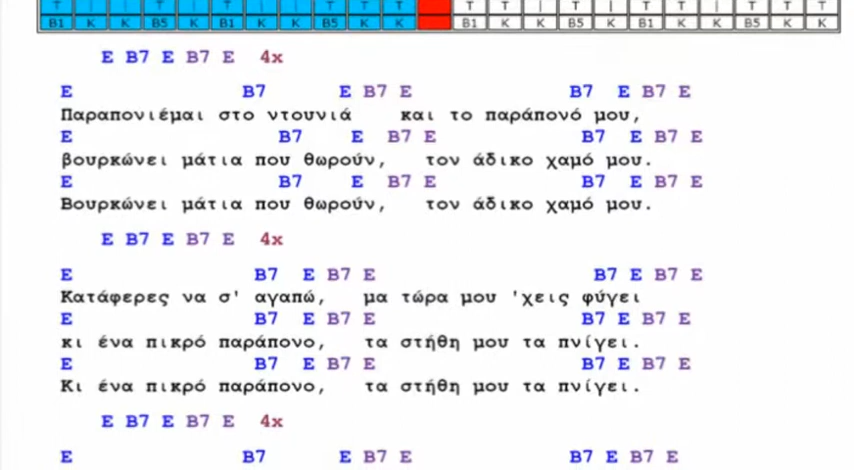 T T T T T T T T T T T T T T
B1 K K B5 K B1 K K B5 K K B1 K K B5 K B1 K K K K
E B7 E B7 E 4x
E B7 E B7 E B7 E B7 E
Παραπονιέμαι στο ντουνιά και το παράπονό μου,
E B7 E B7 E B7 E B7 E
βουρκώνει μάτια που θωρούν, τον άδικο χαμό μου.
E B7 E B7 E B7 E B7 E
Βουρκώνει μάτια που θωρούν, τον άδικο χαμό μου.
E B7 E B7 E 4x
E B7 E B7 E B7 E B7 E
Κατάφερες να σ' αγαπώ, μα τώρα μου 'χεις φύγει
E B7 E B7 E B7 E B7 E
κι ένα πικρό παράπονο, τα στήθη μου τα πνίγει.
E B7 E B7 E B7 E B7 E
Κι ένα πικρό παράπονο, τα στήθη μου τα πνίγει.
E B7 E B7 E 4x
E B7 E B7 E B7 E B7 E